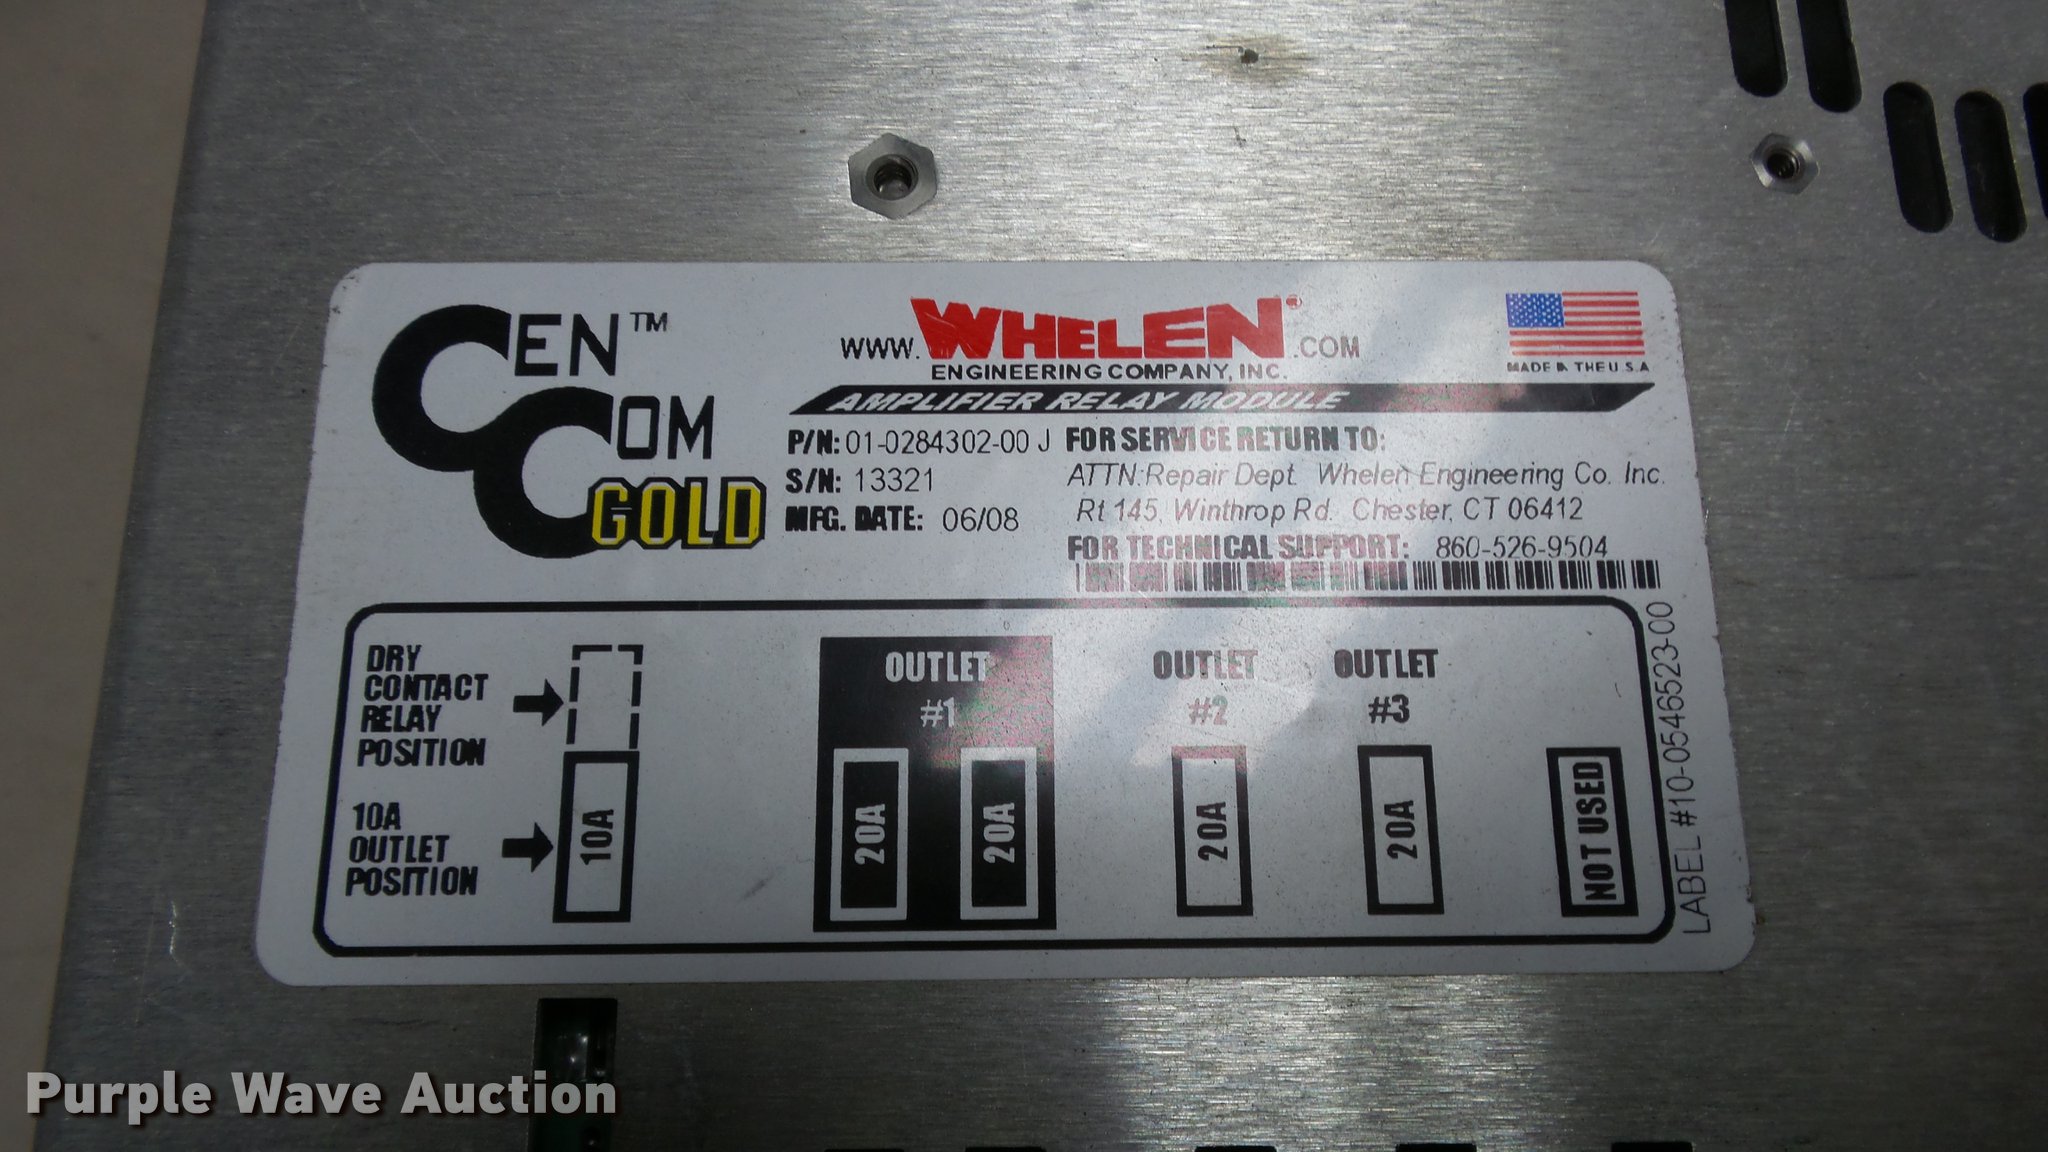 CEN™
COM
GOLD
WWW.WHELEN®.COM
ENGINEERING COMPANY, INC.
MADE IN THE U.S.A
AMPLIFIER RELAY MODULE
P/N: 01-0284302-00 J
S/N: 13321
MFG. DATE: 06/08
FOR SERVICE RETURN TO:
ATTN: Repair Dept. Whelen Engineering Co. Inc.
Rt 145, Winthrop Rd. Chester, CT 06412
FOR TECHNICAL SUPPORT: 860-526-9504
DRY
CONTACT
RELAY
POSITION
10A
OUTLET
POSITION
10A
OUTLET
#1
20A
20A
OUTLET
#2
20A
OUTLET
#3
20A
NOT USED
LABEL #10-0546523-00
Purple Wave Auction